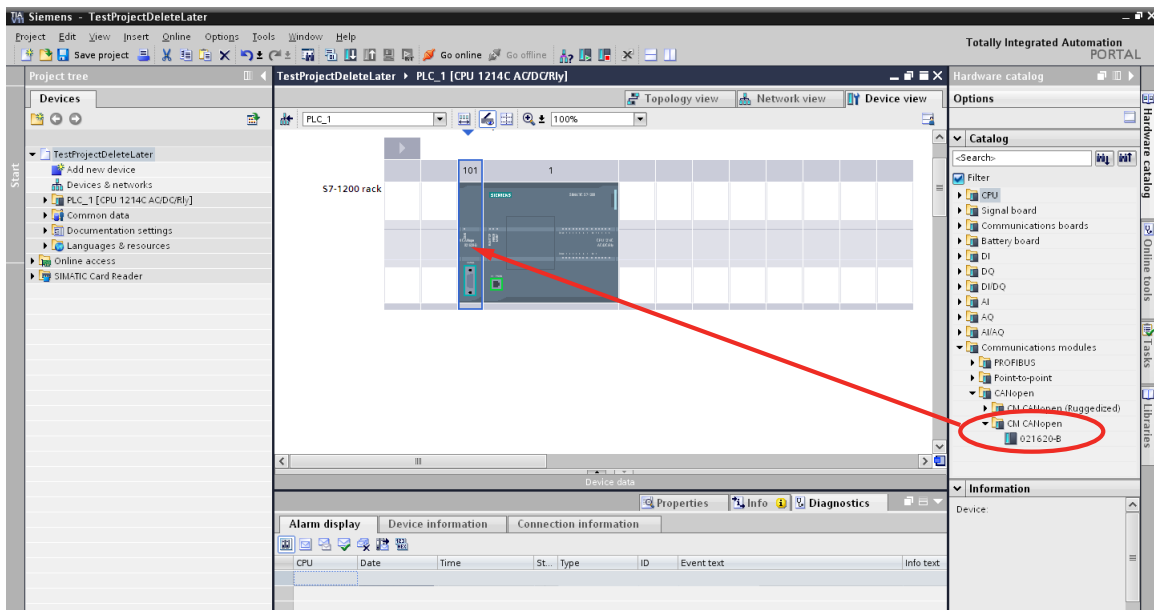 Siemens - TestProjectDeleteLater
Project Edit View Insert Online Options Tools Window Help
Save project Go online Go offline
Totally Integrated Automation
PORTAL
Project tree
Devices
TestProjectDeleteLater
Add new device
Devices & networks
PLC_1 [CPU 1214C AC/DC/Rly]
Common data
Documentation settings
Languages & resources
Online access
SIMATIC Card Reader
Start
TestProjectDeleteLater PLC_1 [CPU 1214C AC/DC/Rly]
Topology view Network view Device view
PLC_1 100%
101 1
S7-1200 rack
SIEMENS
Device data
Properties Info Diagnostics
Alarm display Device information Connection information
CPU Date Time St... Type ID Event text Info text
Hardware catalog
Options
Catalog
<Search>
Filter
CPU
Signal board
Communications boards
Battery board
DI
DQ
DI/DQ
AI
AQ
AI/AQ
Communications modules
PROFIBUS
Point-to-point
CANopen
CM CANopen (Ruggedized)
CM CANopen
021620-B
Information
Device:
Hardware catalog
Online tools
Tasks
Libraries